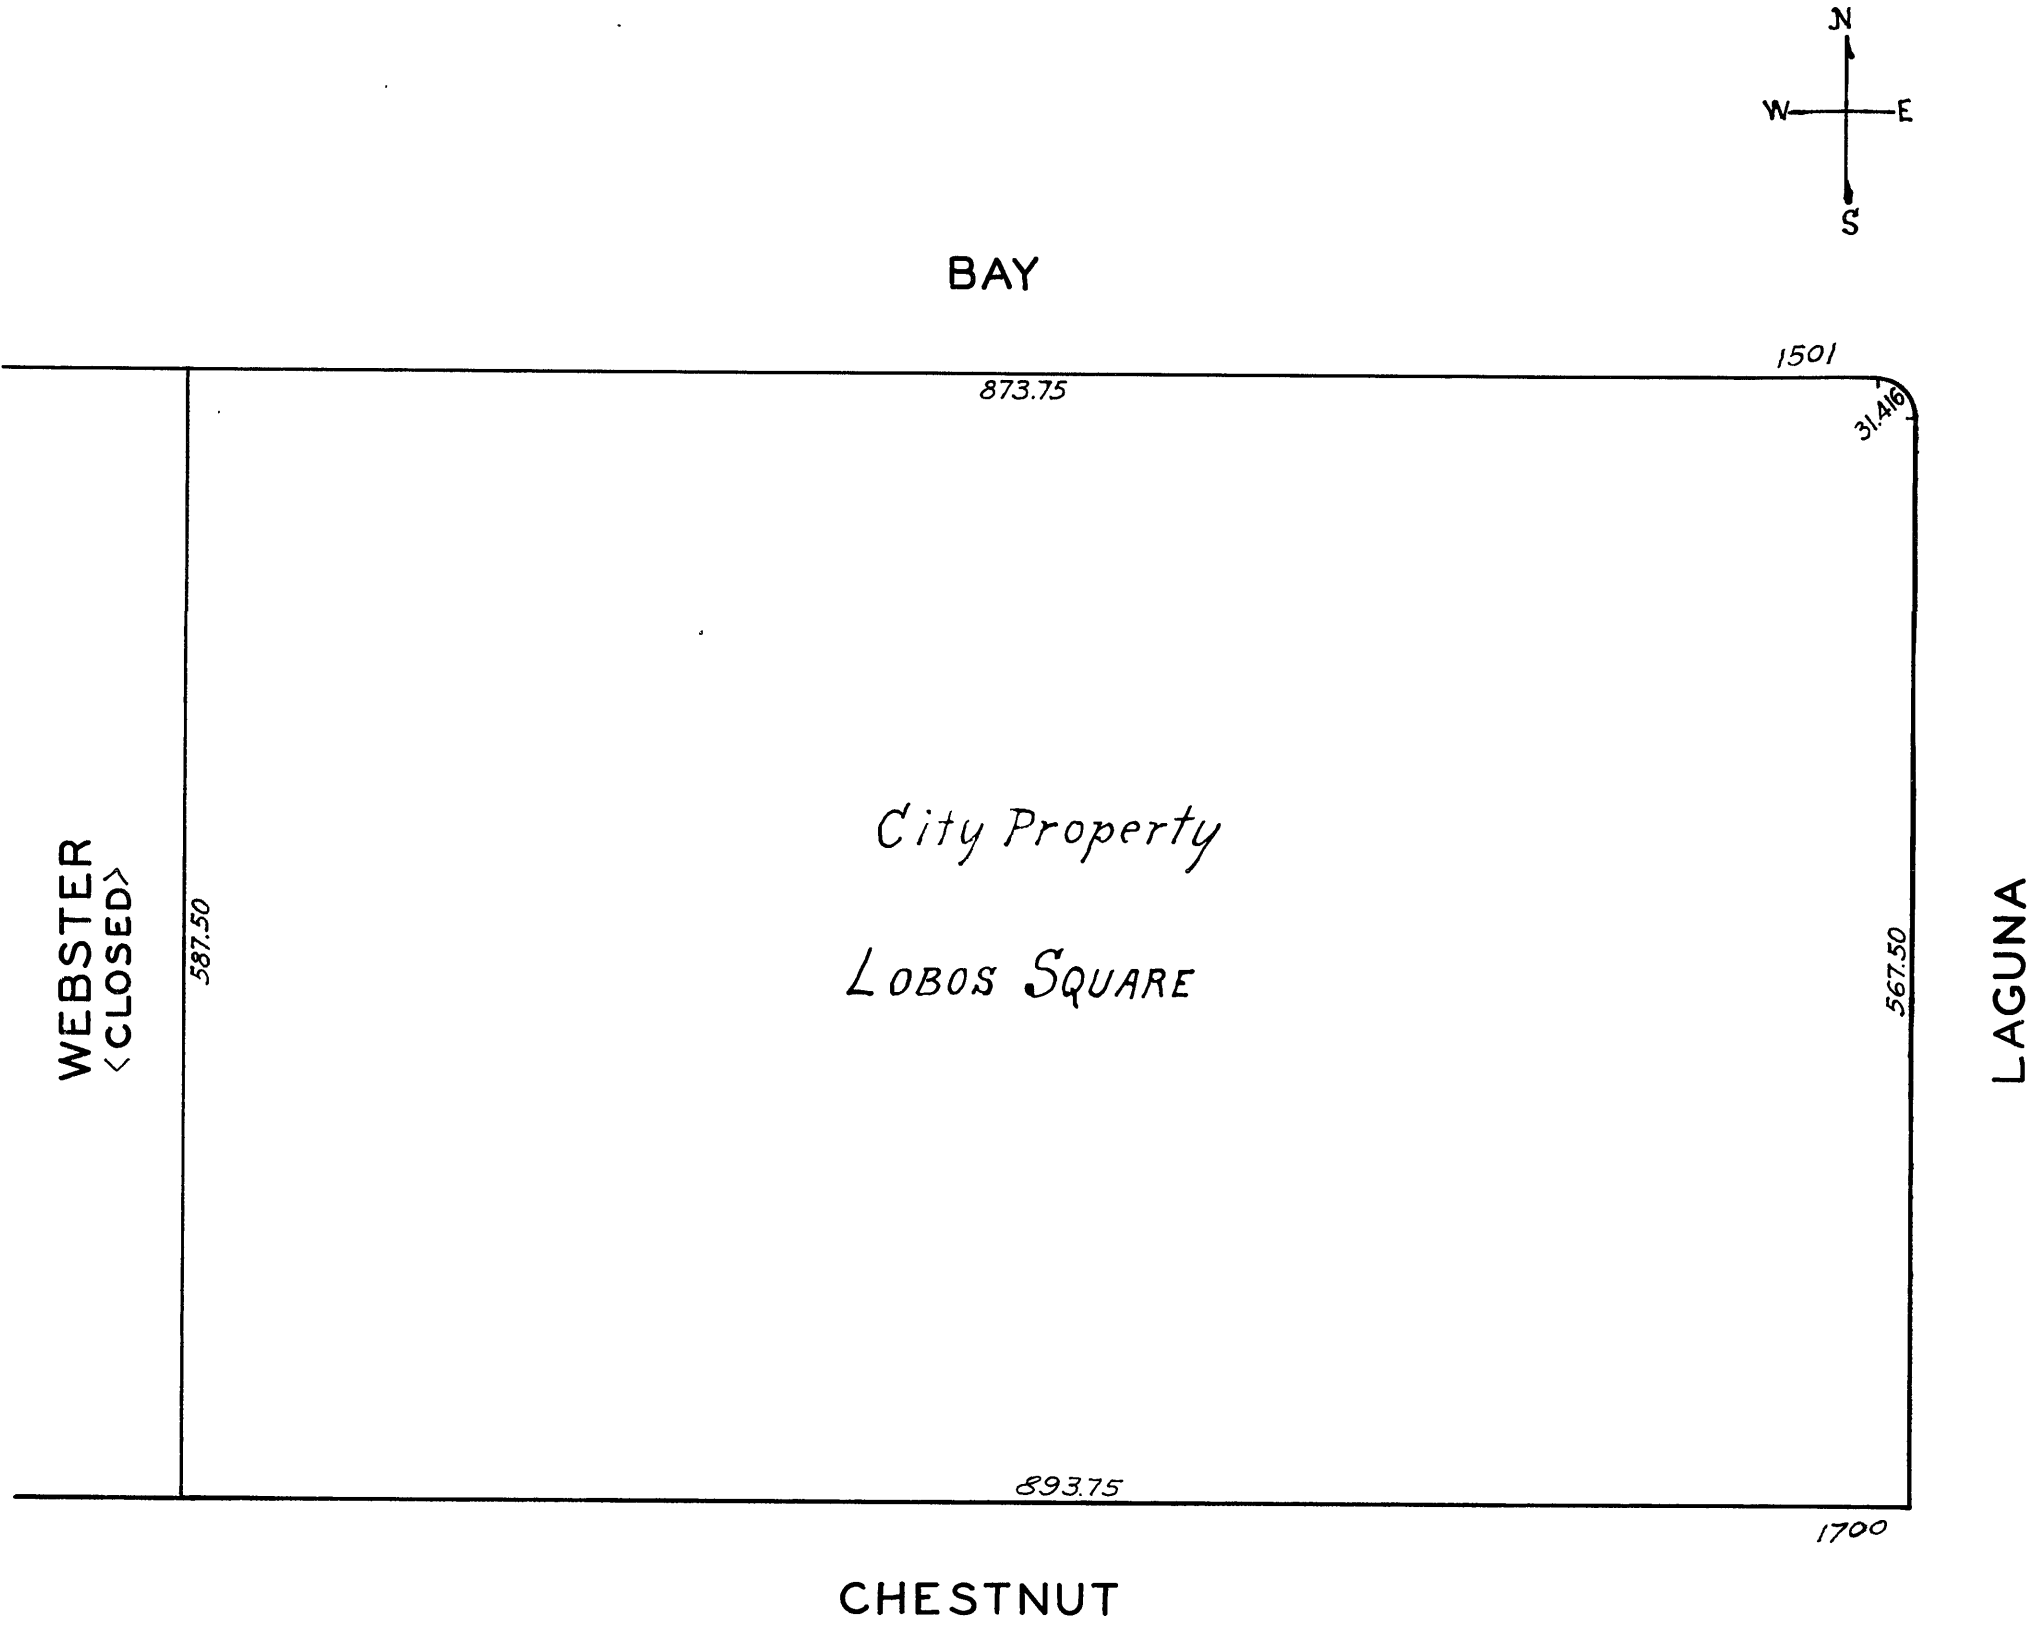 N
W E
S
BAY
1501
873.75
31.416
City Property
LOBOS SQUARE
WEBSTER
<CLOSED>
587.50
567.50
LAGUNA
893.75
1700
CHESTNUT